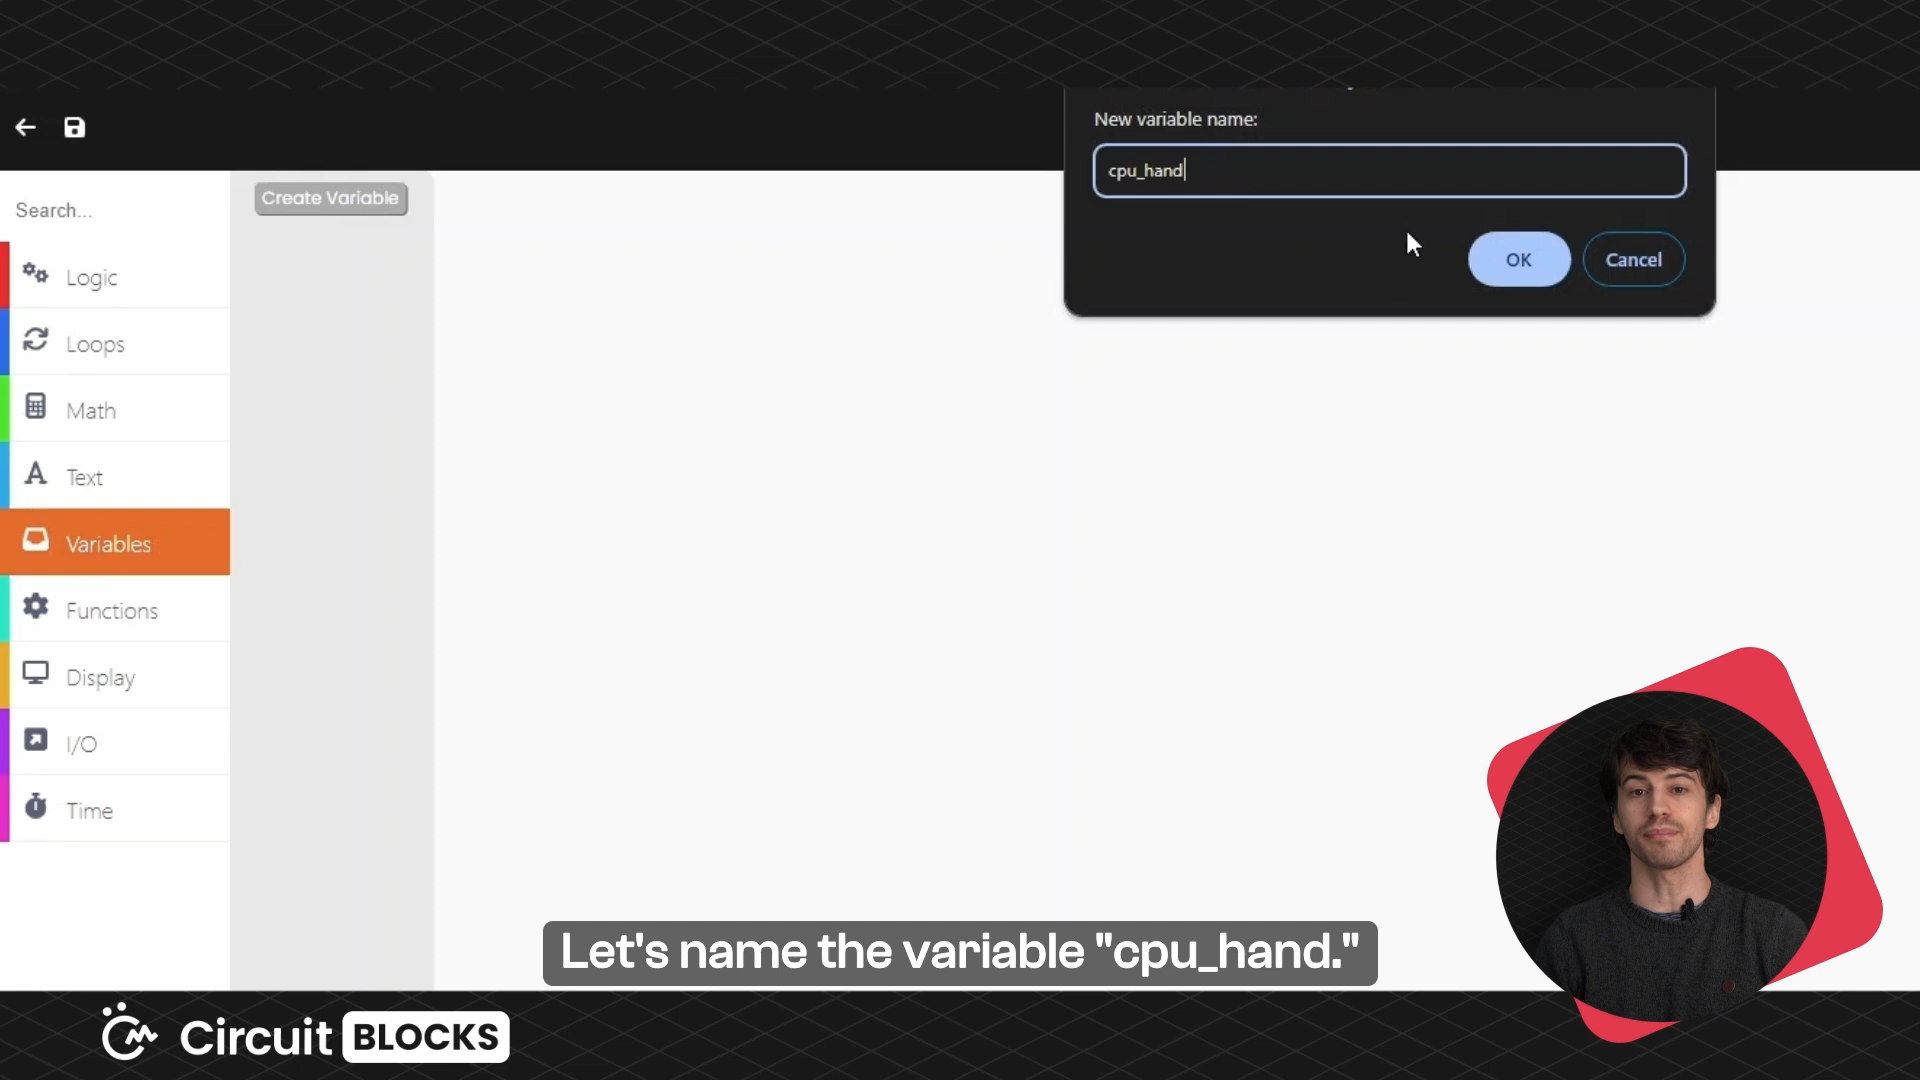 New variable name:
cpu_hand
OK
Cancel
Create Variable
Search...
Logic
Loops
Math
Text
Variables
Functions
Display
I/O
Time
Let's name the variable "cpu_hand."
Circuit BLOCKS